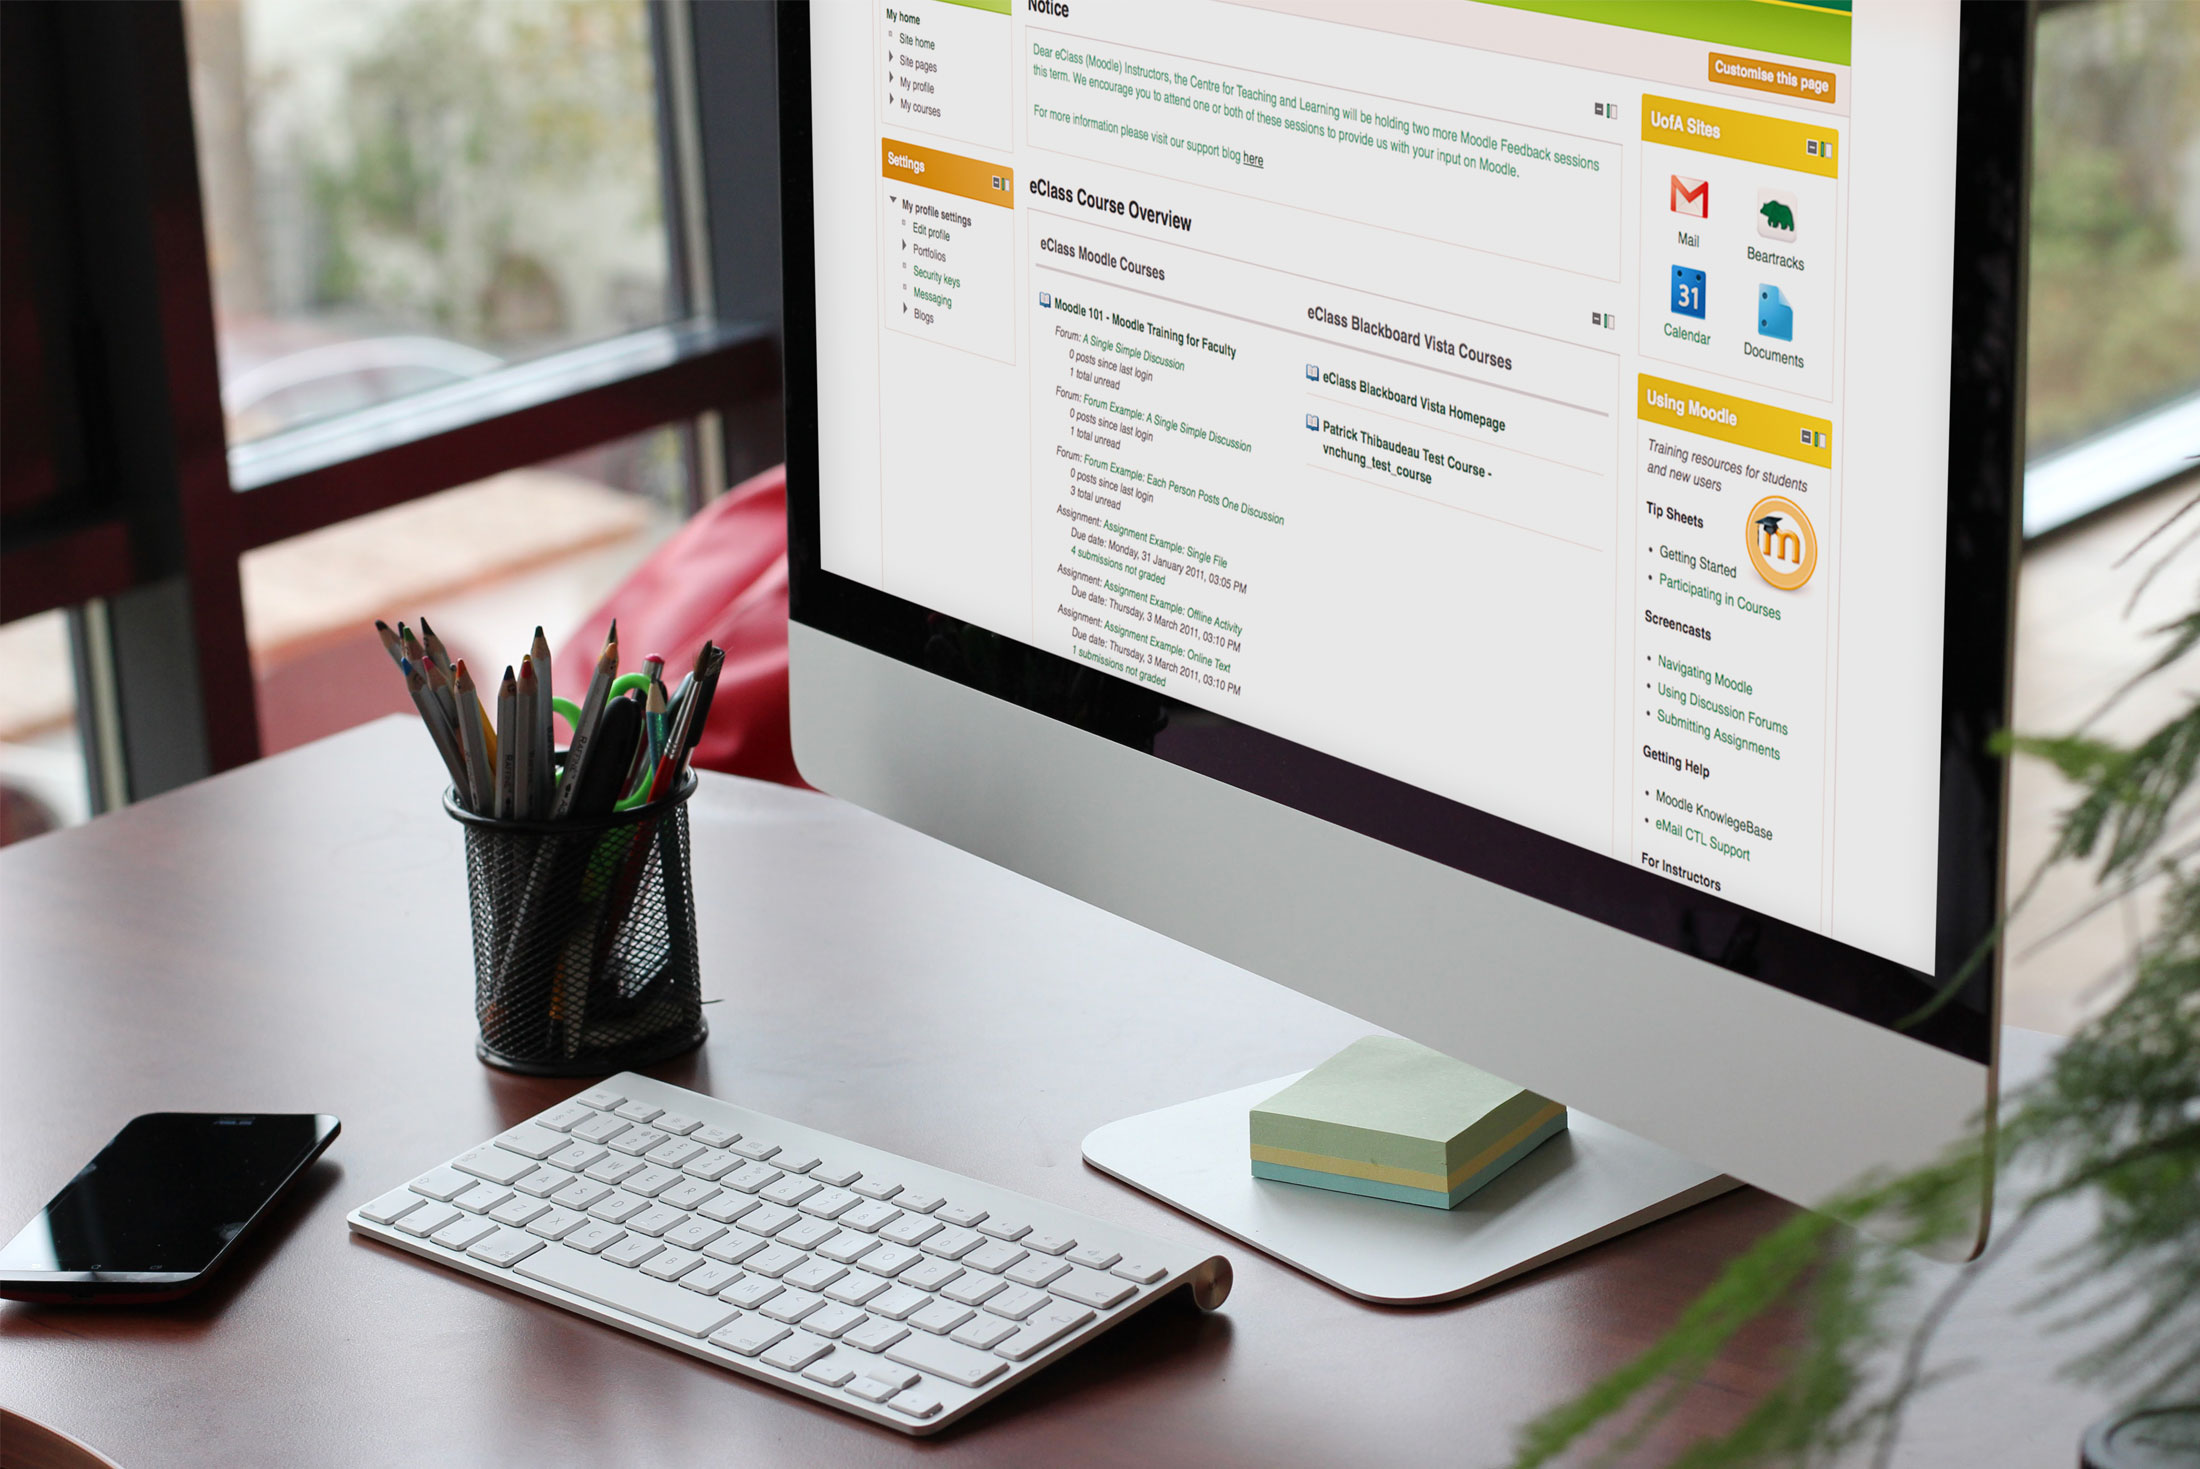 My home
Site home
Site pages
My profile
My courses
Settings
My profile settings
Edit profile
Portfolios
Security keys
Messaging
Blogs
Notice
Dear eClass (Moodle) Instructors, the Centre for Teaching and Learning will be holding two more Moodle Feedback sessions
this term. We encourage you to attend one or both of these sessions to provide us with your input on Moodle.
For more information please visit our support blog here
eClass Course Overview
eClass Moodle Courses
Moodle 101 - Moodle Training for Faculty
Forum: A Single Simple Discussion
0 posts since last login
1 total unread
Forum: Forum Example: A Single Simple Discussion
0 posts since last login
1 total unread
Forum: Forum Example: Each Person Posts One Discussion
0 posts since last login
3 total unread
Assignment: Assignment Example: Single File
Due date: Monday, 31 January 2011, 03:05 PM
4 submissions not graded
Assignment: Assignment Example: Offline Activity
Due date: Thursday, 3 March 2011, 03:10 PM
Assignment: Assignment Example: Online Text
Due date: Thursday, 3 March 2011, 03:10 PM
1 submissions not graded
eClass Blackboard Vista Courses
eClass Blackboard Vista Homepage
Patrick Thibaudeau Test Course -
vnchung_test_course
Customise this page
UofA Sites
Mail
Beartracks
31
Calendar
Documents
Using Moodle
Training resources for students
and new users
m
Tip Sheets
Getting Started
Participating in Courses
Screencasts
Navigating Moodle
Using Discussion Forums
Submitting Assignments
Getting Help
Moodle KnowlegeBase
eMail CTL Support
For Instructors